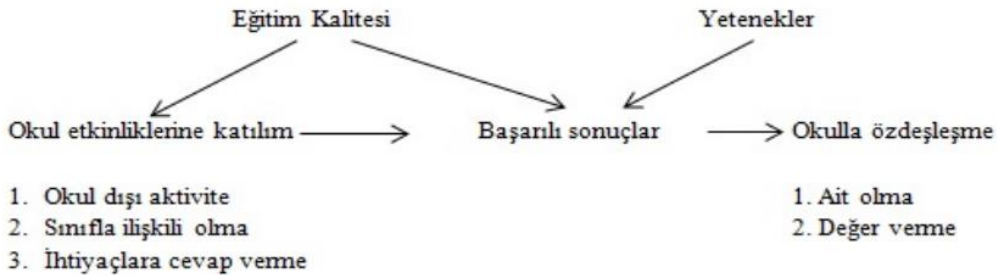 Eğitim Kalitesi
Yetenekler
Okul etkinliklerine katılım
Başarılı sonuçlar
Okulla özdeşleşme
1. Okul dışı aktivite
2. Sınıfla ilişkili olma
3. İhtiyaçlara cevap verme
1. Ait olma
2. Değer verme